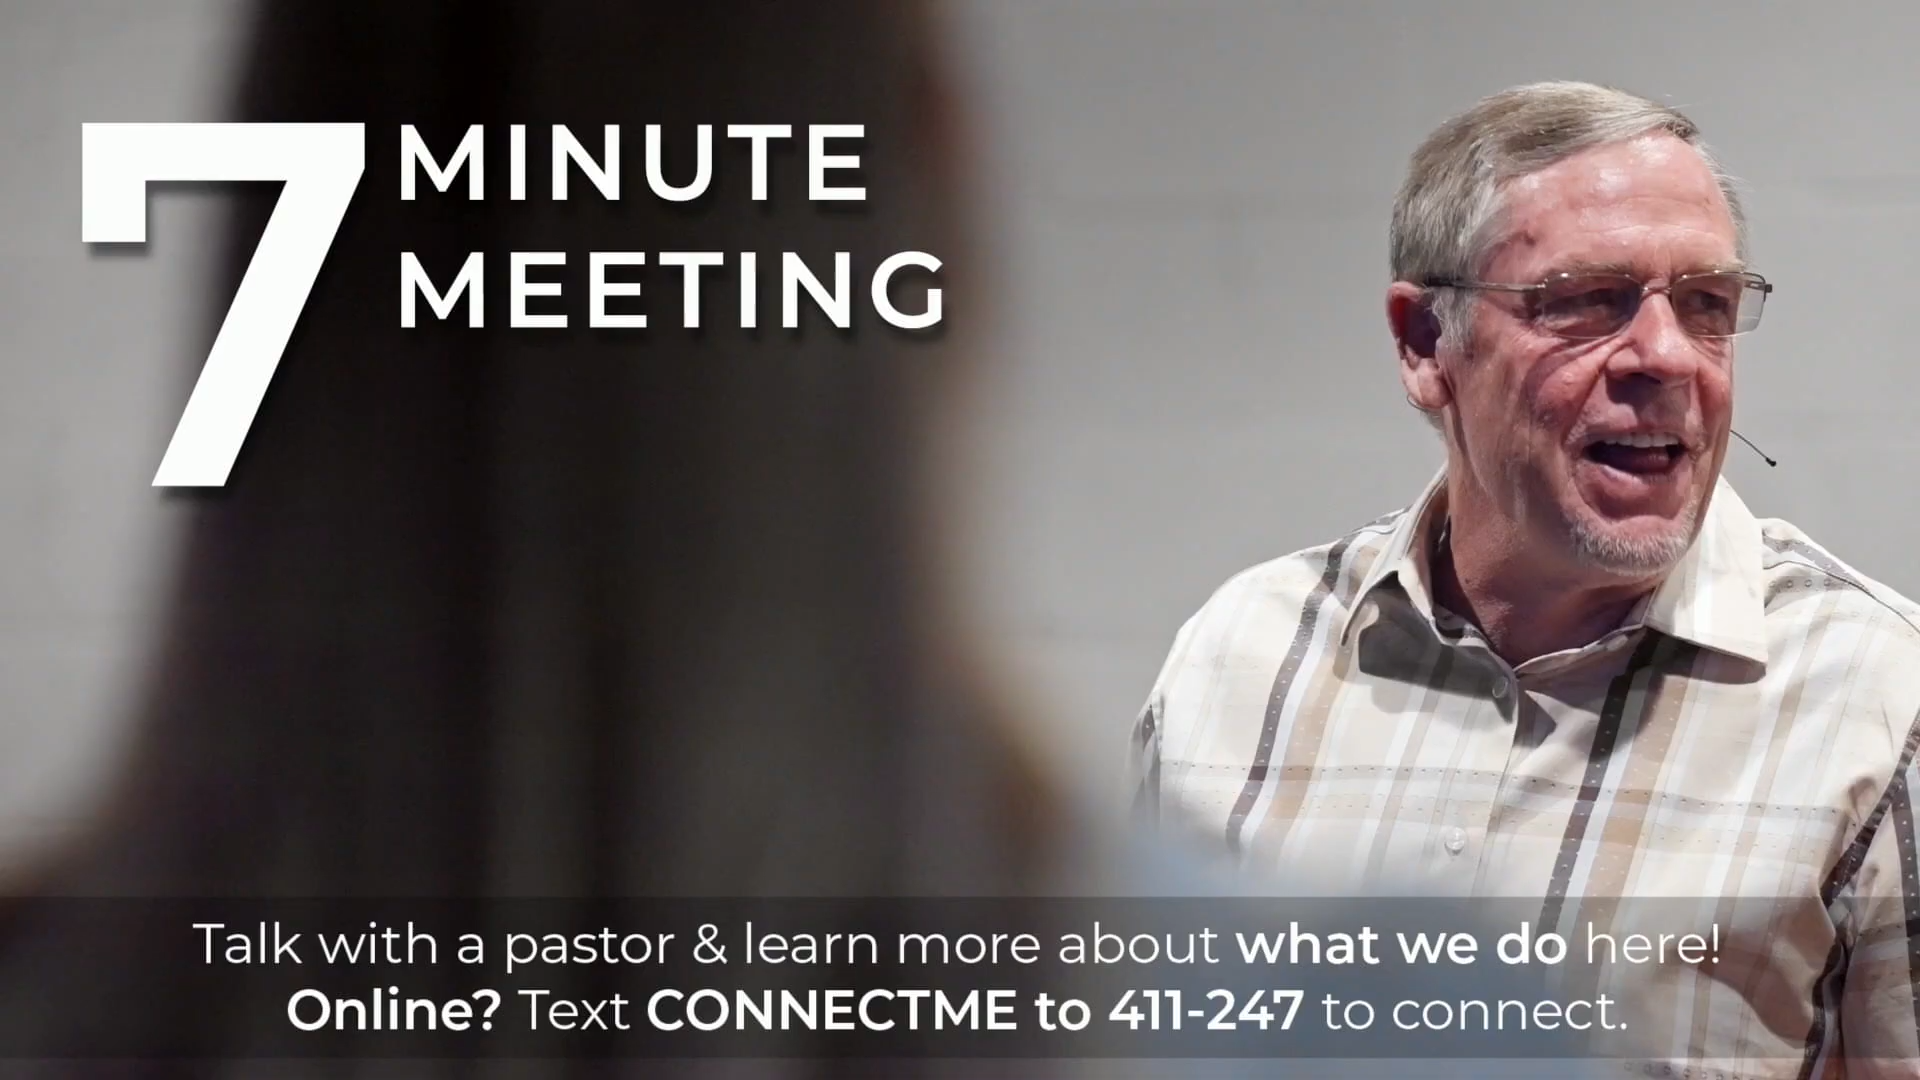 7 MINUTE
MEETING
Talk with a pastor & learn more about what we do here!
Online? Text CONNECTME to 411-247 to connect.